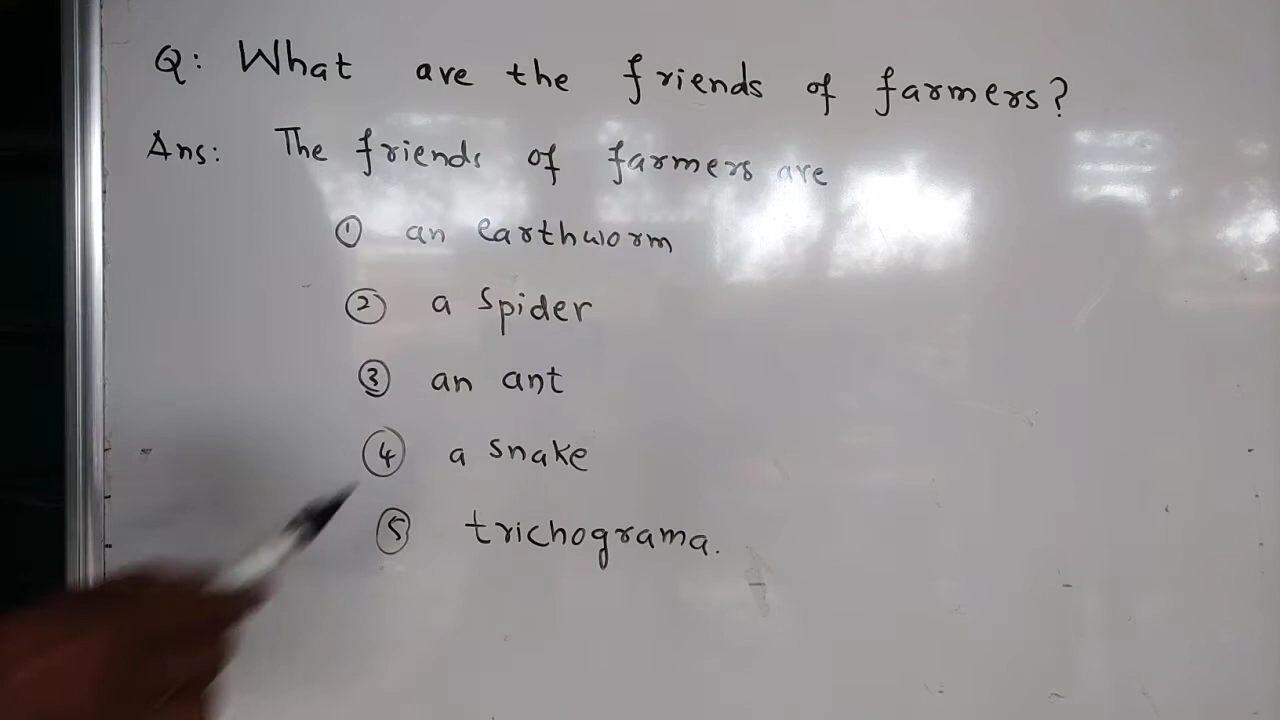 Q: What are the friends of farmers?
Ans: The friends of farmers are
① an earthworm
② a spider
③ an ant
④ a snake
⑤ trichograma.